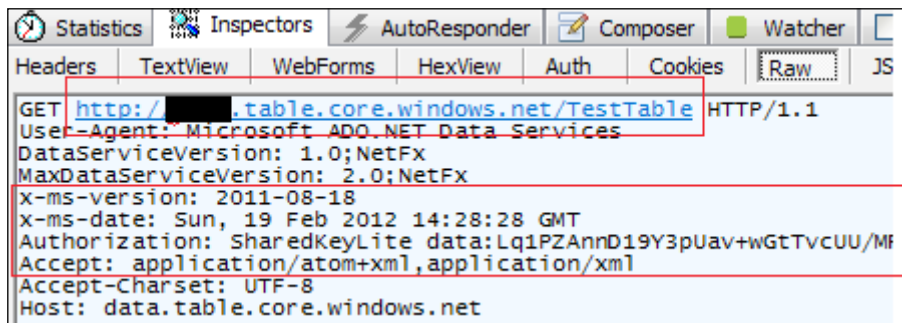 Statistics Inspectors AutoResponder Composer Watcher
Headers TextView WebForms HexView Auth Cookies Raw JS
GET http:/ .table.core.windows.net/TestTable HTTP/1.1
User-Agent: Microsoft ADO.NET Data Services
DataServiceVersion: 1.0;NetFx
MaxDataServiceVersion: 2.0;NetFx
x-ms-version: 2011-08-18
x-ms-date: Sun, 19 Feb 2012 14:28:28 GMT
Authorization: SharedKeyLite data:Lq1PZAnnD19Y3pUav+wGtTvcUU/MF
Accept: application/atom+xml,application/xml
Accept-Charset: UTF-8
Host: data.table.core.windows.net